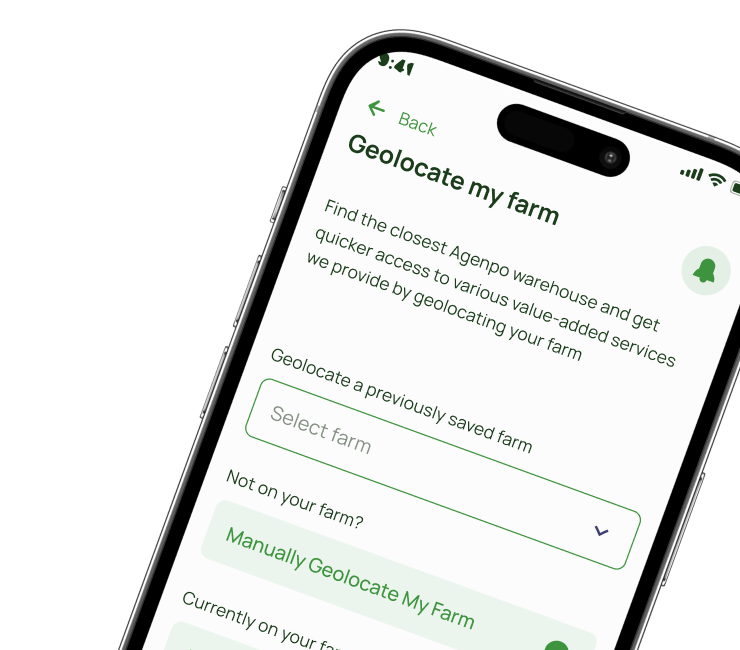 9:41
Back
Geolocate my farm
Find the closest Agenpo warehouse and get
quicker access to various value-added services
we provide by geolocating your farm
Geolocate a previously saved farm
Select farm
Not on your farm?
Manually Geolocate My Farm
Currently on your